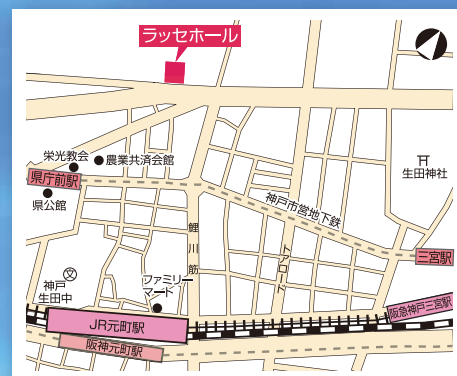 ラッセホール
栄光教会
農業共済会館
県庁前駅
県公館
生田神社
神戸市営地下鉄
三宮駅
鯉川筋
トアロード
文
神戸
生田中
ファミリー
マート
阪急神戸三宮駅
JR元町駅
阪神元町駅